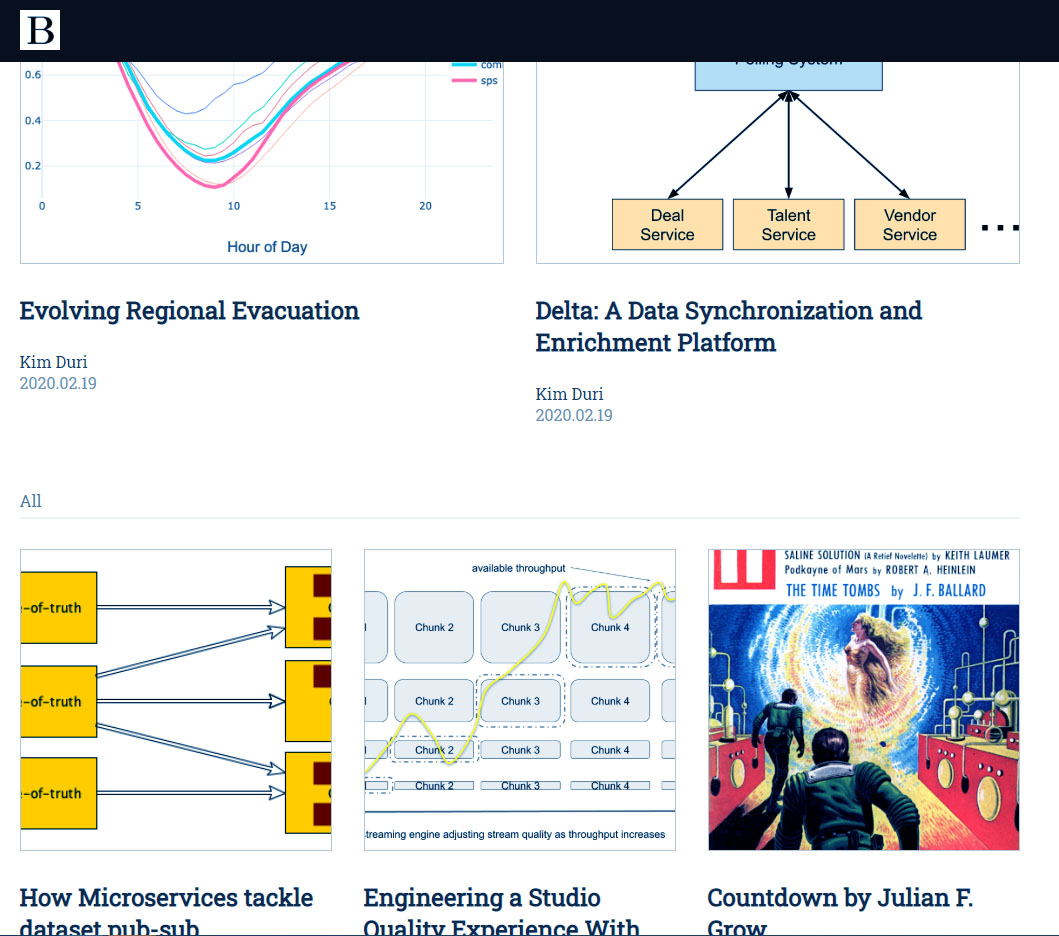 B
0.6
com
sps
0.4
0.2
0 5 10 15 20
Hour of Day
Polling System
Deal
Service
Talent
Service
Vendor
Service
...
Evolving Regional Evacuation
Kim Duri
2020.02.19
Delta: A Data Synchronization and
Enrichment Platform
Kim Duri
2020.02.19
All
-of-truth
-of-truth
-of-truth
available throughput
Chunk 2 Chunk 3 Chunk 4
Chunk 2 Chunk 3 Chunk 4
Chunk 2 Chunk 3 Chunk 4
Chunk 2 Chunk 3 Chunk 4
treaming engine adjusting stream quality as throughput increases
SALINE SOLUTION (A Retief Novelette) by KEITH LAUMER
Podkayne of Mars by ROBERT A. HEINLEIN
THE TIME TOMBS by J. F. BALLARD
How Microservices tackle
dataset pub-sub
Engineering a Studio
Quality Experience With
Countdown by Julian F.
Grow